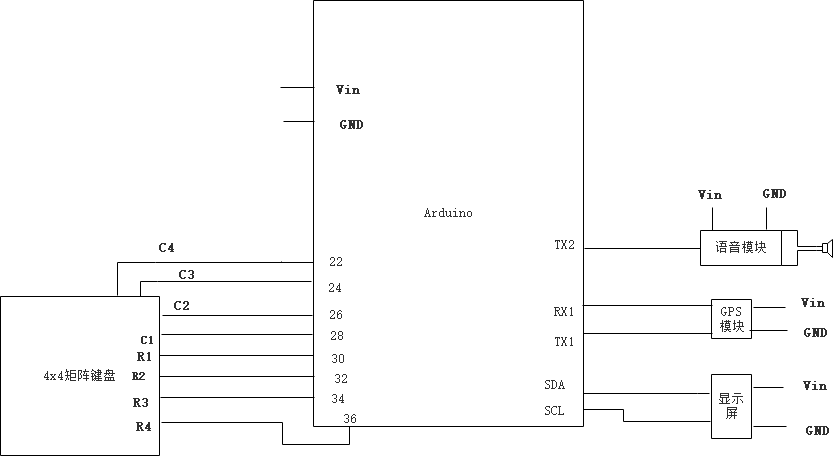 Vin
GND
Arduino
Vin
GND
TX2
语音模块
C4
22
C3
24
C2
26
RX1
GPS
模块
Vin
GND
C1
28
TX1
R1
30
4x4矩阵键盘
R2
32
SDA
显示
屏
Vin
R3
34
SCL
GND
R4
36